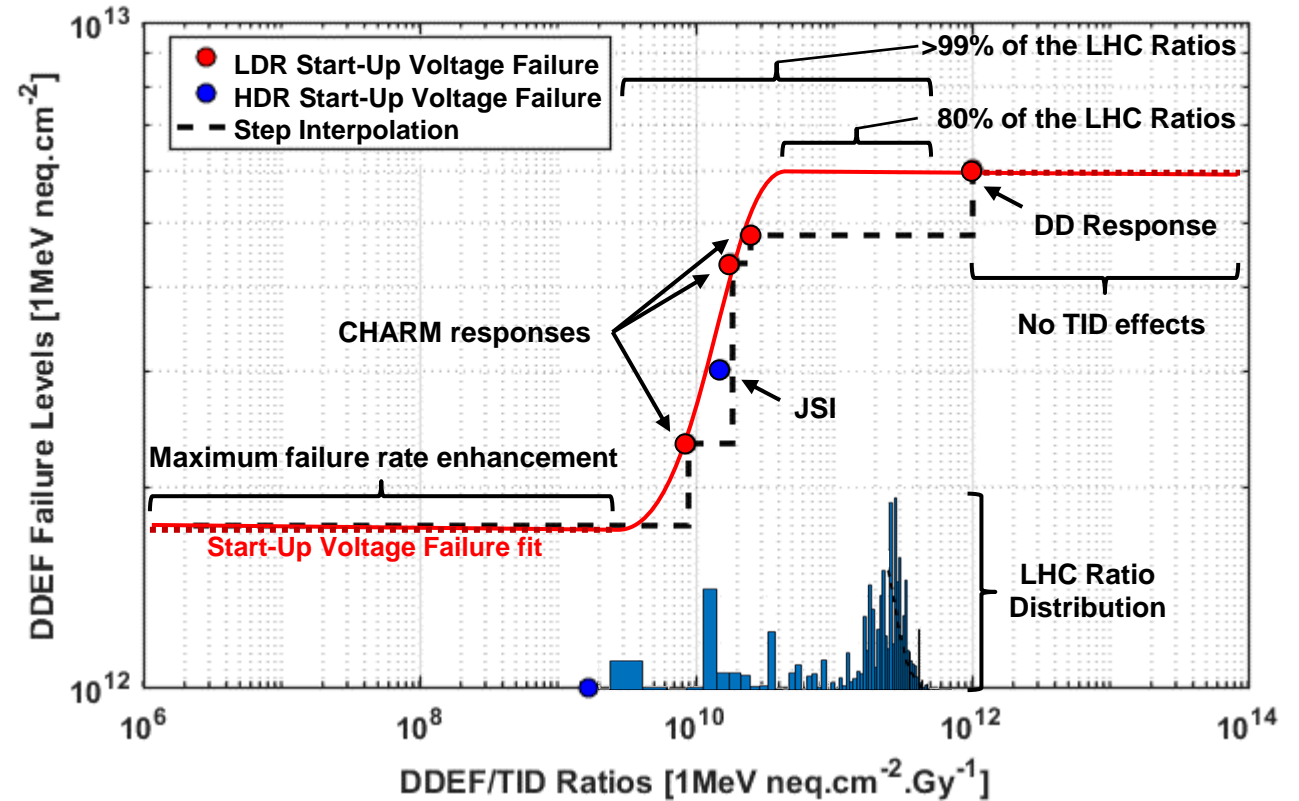 10^13
LDR Start-Up Voltage Failure
HDR Start-Up Voltage Failure
Step Interpolation
>99% of the LHC Ratios
80% of the LHC Ratios
DD Response
No TID effects
CHARM responses
JSI
Maximum failure rate enhancement
Start-Up Voltage Failure fit
LHC Ratio
Distribution
DDEF Failure Levels [1MeV neq.cm^-2]
10^12
10^6
10^8
10^10
10^12
10^14
DDEF/TID Ratios [1MeV neq.cm^-2.Gy^-1]